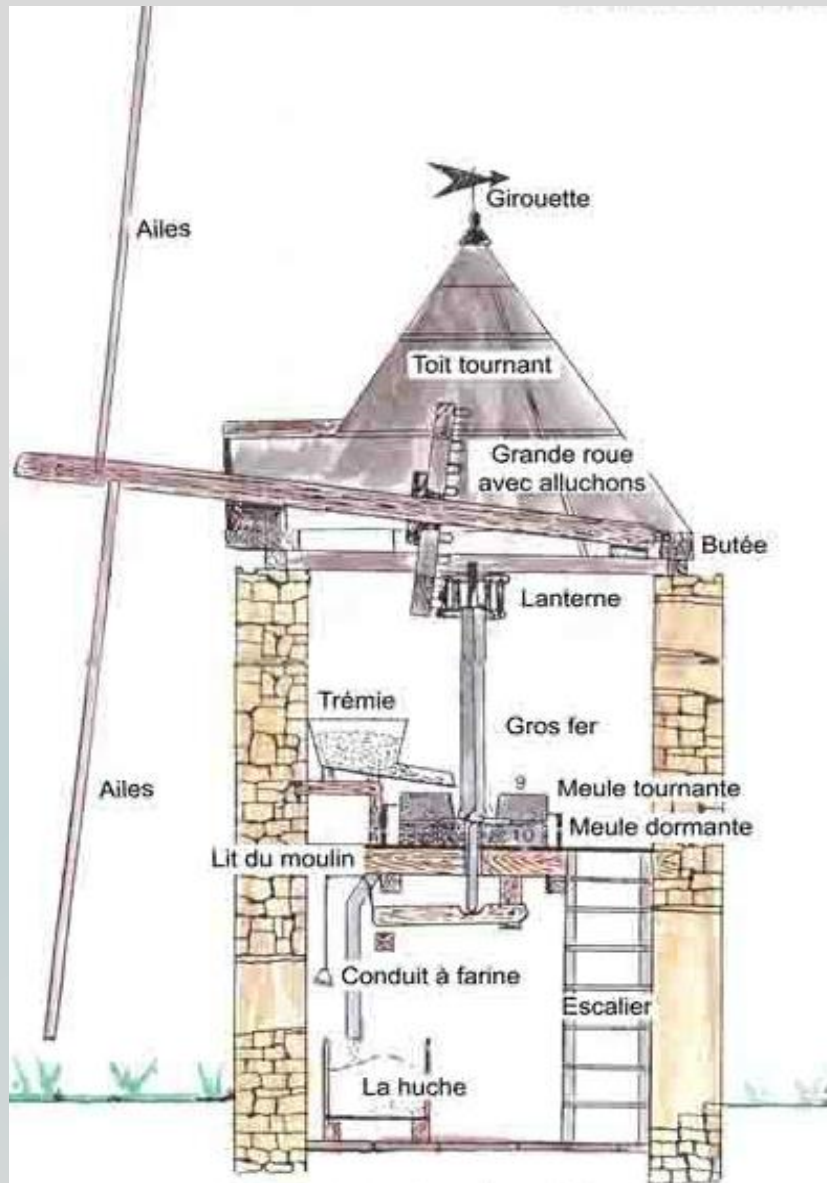 Girouette
Ailes
Toit tournant
Grande roue
avec alluchons
Butée
Lanterne
Trémie
Gros fer
9
Meule tournante
Ailes
10
Meule dormante
Lit du moulin
Conduit à farine
Escalier
La huche